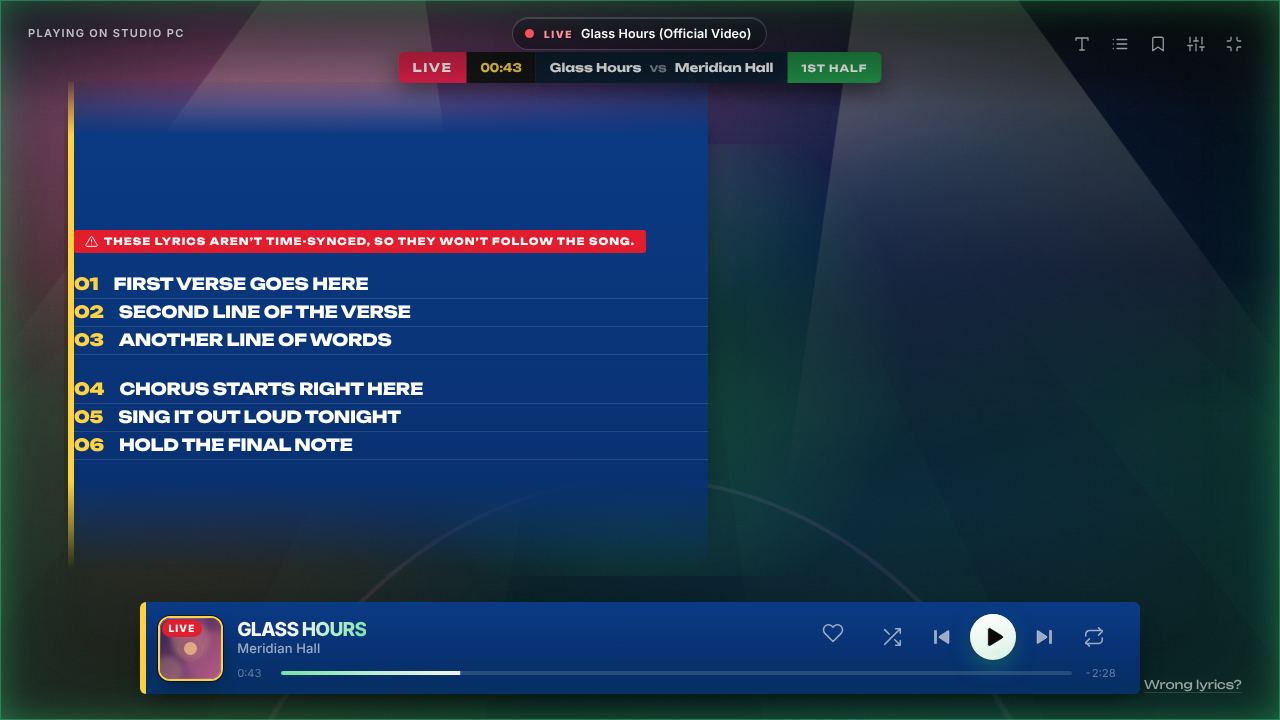 PLAYING ON STUDIO PC
LIVE Glass Hours (Official Video)
LIVE 00:43 Glass Hours vs Meridian Hall 1ST HALF
THESE LYRICS AREN'T TIME-SYNCED, SO THEY WON'T FOLLOW THE SONG.
01 FIRST VERSE GOES HERE
02 SECOND LINE OF THE VERSE
03 ANOTHER LINE OF WORDS
04 CHORUS STARTS RIGHT HERE
05 SING IT OUT LOUD TONIGHT
06 HOLD THE FINAL NOTE
LIVE
GLASS HOURS
Meridian Hall
0:43 -2:28
Wrong lyrics?